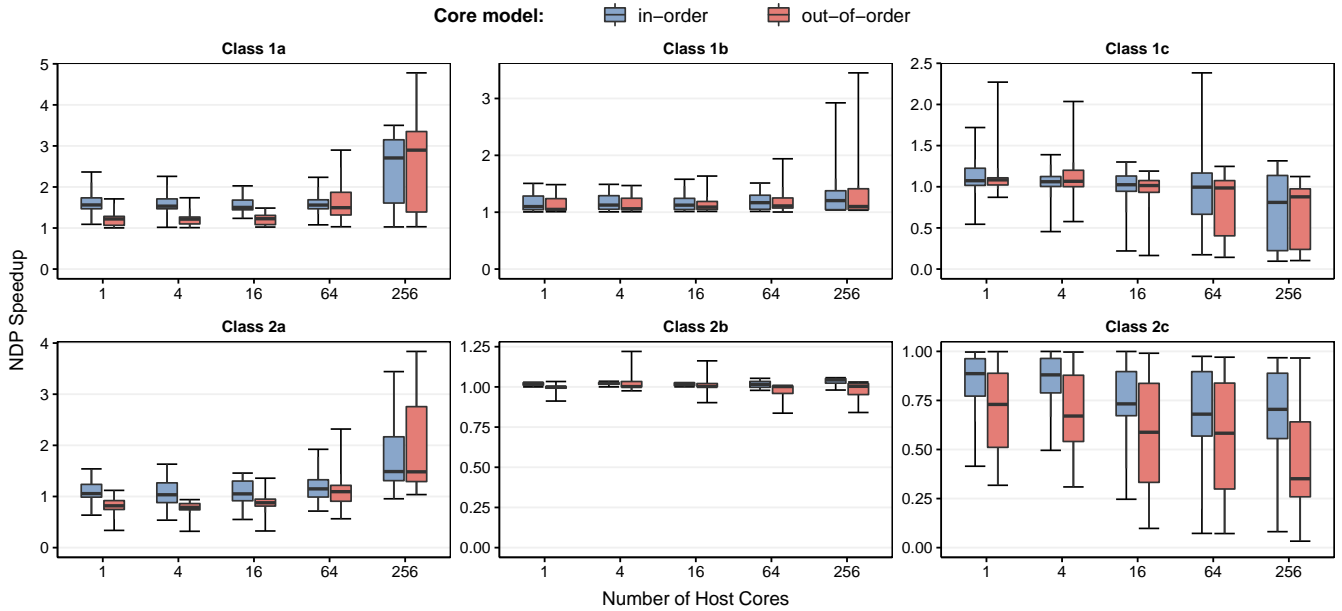 Core model: in−order out−of−order
Class 1a Class 1b Class 1c
5
4
3
2
1
0
3
2
1
0
2.5
2.0
1.5
1.0
0.5
0.0
1 4 16 64 256
1 4 16 64 256
1 4 16 64 256
NDP Speedup
Class 2a Class 2b Class 2c
4
3
2
1
0
1.25
1.00
0.75
0.50
0.25
0.00
1.00
0.75
0.50
0.25
0.00
1 4 16 64 256
1 4 16 64 256
1 4 16 64 256
Number of Host Cores